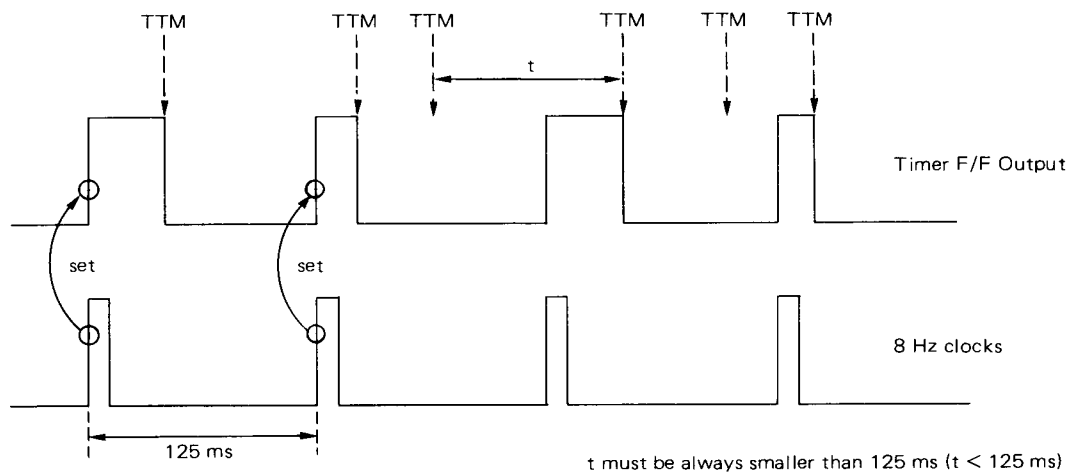 TTM TTM TTM TTM TTM TTM
t
Timer F/F Output
set set
8 Hz clocks
125 ms
t must be always smaller than 125 ms (t < 125 ms)